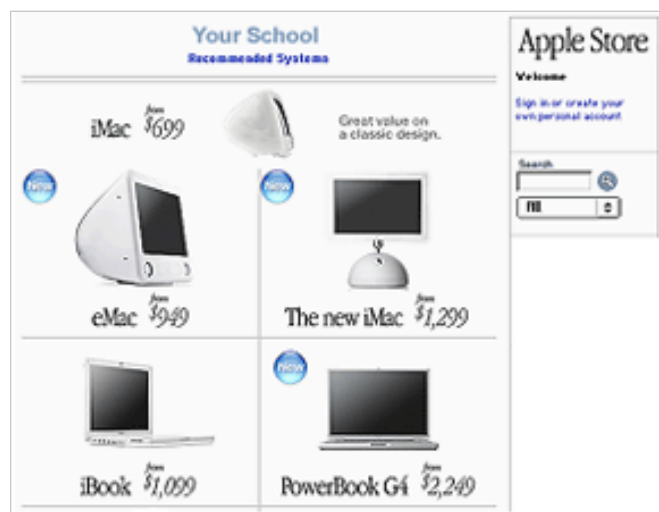 Your School
Recommended Systems
iMac from $699
Great value on
a classic design.
New
eMac from $949
New
The new iMac from $1,299
iBook from $1,099
New
PowerBook G4 from $2,249
Apple Store
Welcome
Sign in or create your
own personal account
Search
All